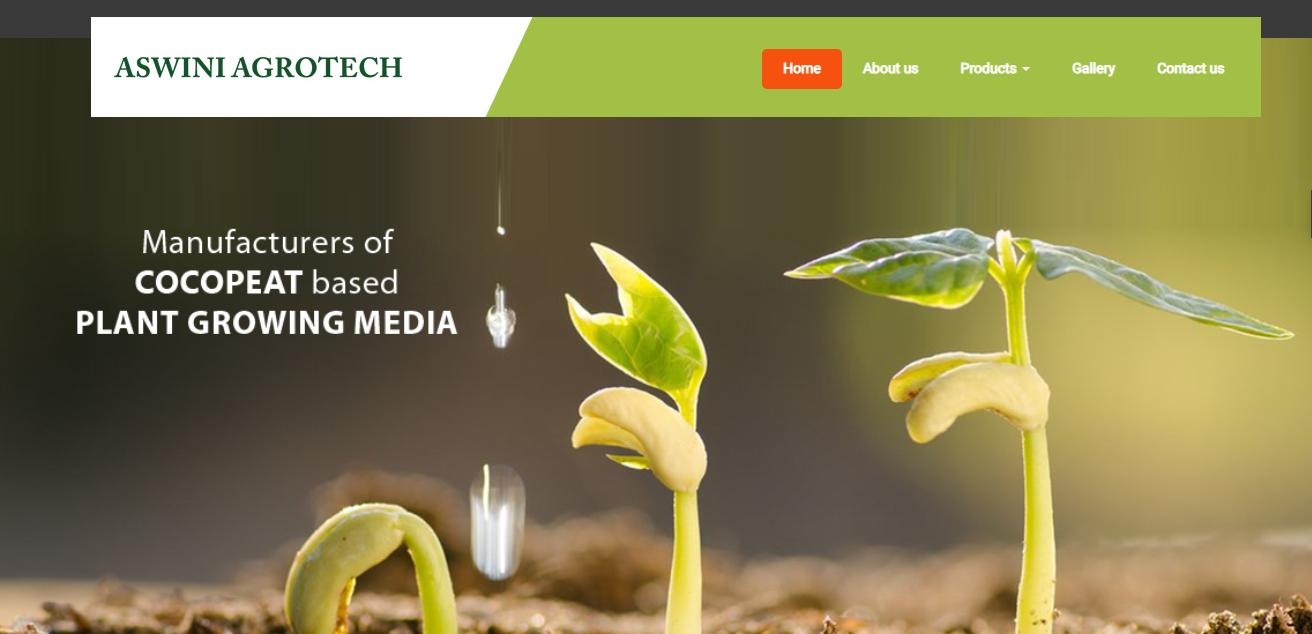 ASWINI AGROTECH
Home About us Products Gallery Contact us
Manufacturers of
COCOPEAT based
PLANT GROWING MEDIA